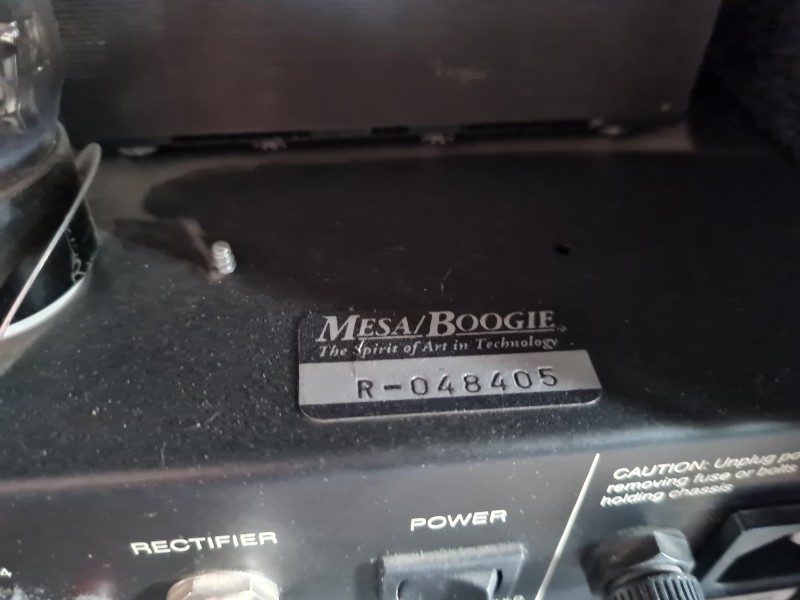 MESA/BOOGIE
The Spirit of Art in Technology
R-048405
CAUTION: Unplug
removing fuse or bolts
holding chassis
POWER
RECTIFIER